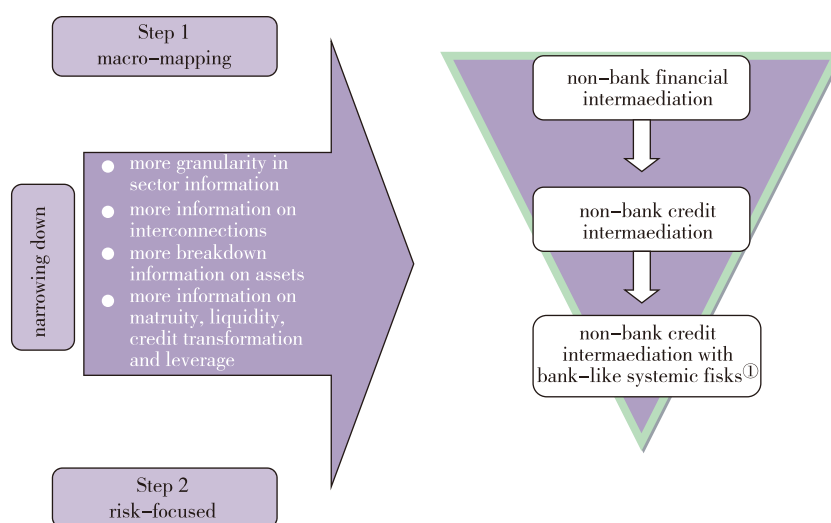 Step 1
macro-mapping
narrowing down
more granularity in
sector information
more information on
interconnections
more breakdown
information on assets
more information on
matruity, liquidity,
credit transformation
and leverage
Step 2
risk-focused
non-bank financial
intermaediation
non-bank credit
intermaediation
non-bank credit
intermaediation with
bank-like systemic fisks①